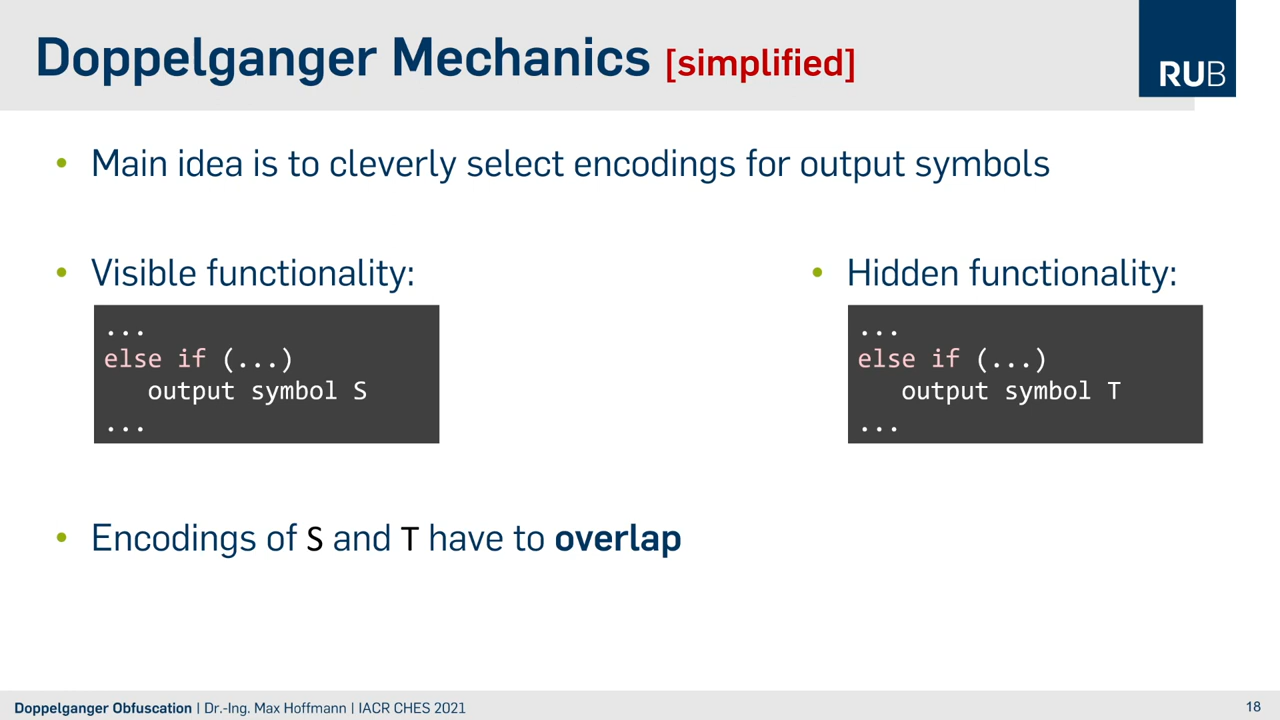 Doppelganger Mechanics [simplified]
RUB
• Main idea is to cleverly select encodings for output symbols
• Visible functionality:
...
else if (...)
output symbol S
...
• Hidden functionality:
...
else if (...)
output symbol T
...
• Encodings of S and T have to overlap
Doppelganger Obfuscation | Dr.-Ing. Max Hoffmann | IACR CHES 2021
18